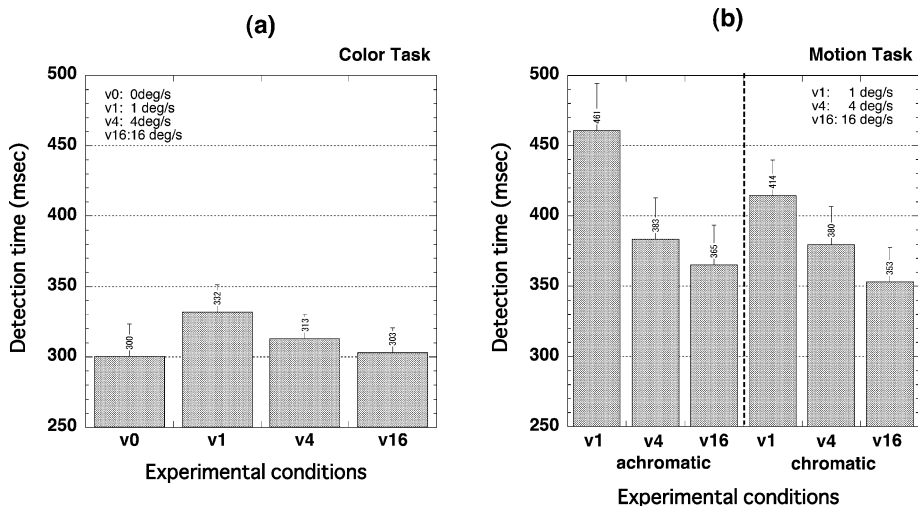 (a)
Color Task
Detection time (msec)
500
450
400
350
300
250
v0: 0deg/s
v1: 1 deg/s
v4: 4deg/s
v16:16 deg/s
300
332
313
303
v0 v1 v4 v16
Experimental conditions
(b)
Motion Task
Detection time (msec)
500
450
400
350
300
250
v1: 1 deg/s
v4: 4 deg/s
v16: 16 deg/s
461
383
365
414
380
353
v1 v4 v16 v1 v4 v16
achromatic chromatic
Experimental conditions